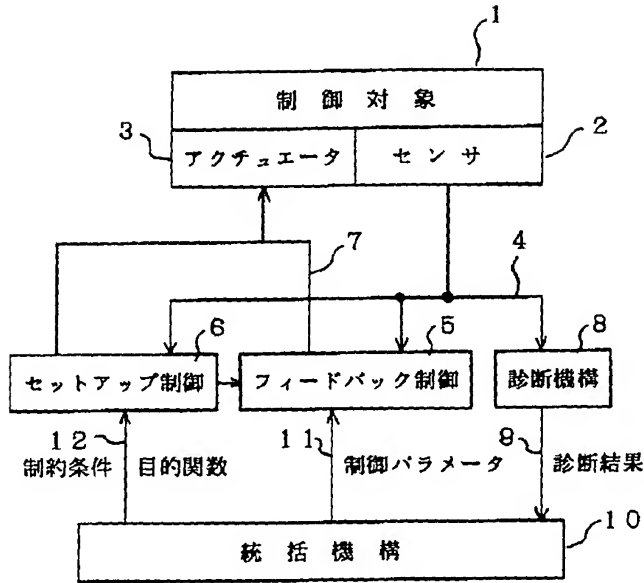 1
制御対象
3
アクチュエータ
センサ
2
7
4
6
5
8
セットアップ制御
フィードバック制御
診断機構
12
制約条件
目的関数
11
制御パラメータ
9
診断結果
統括機構
10